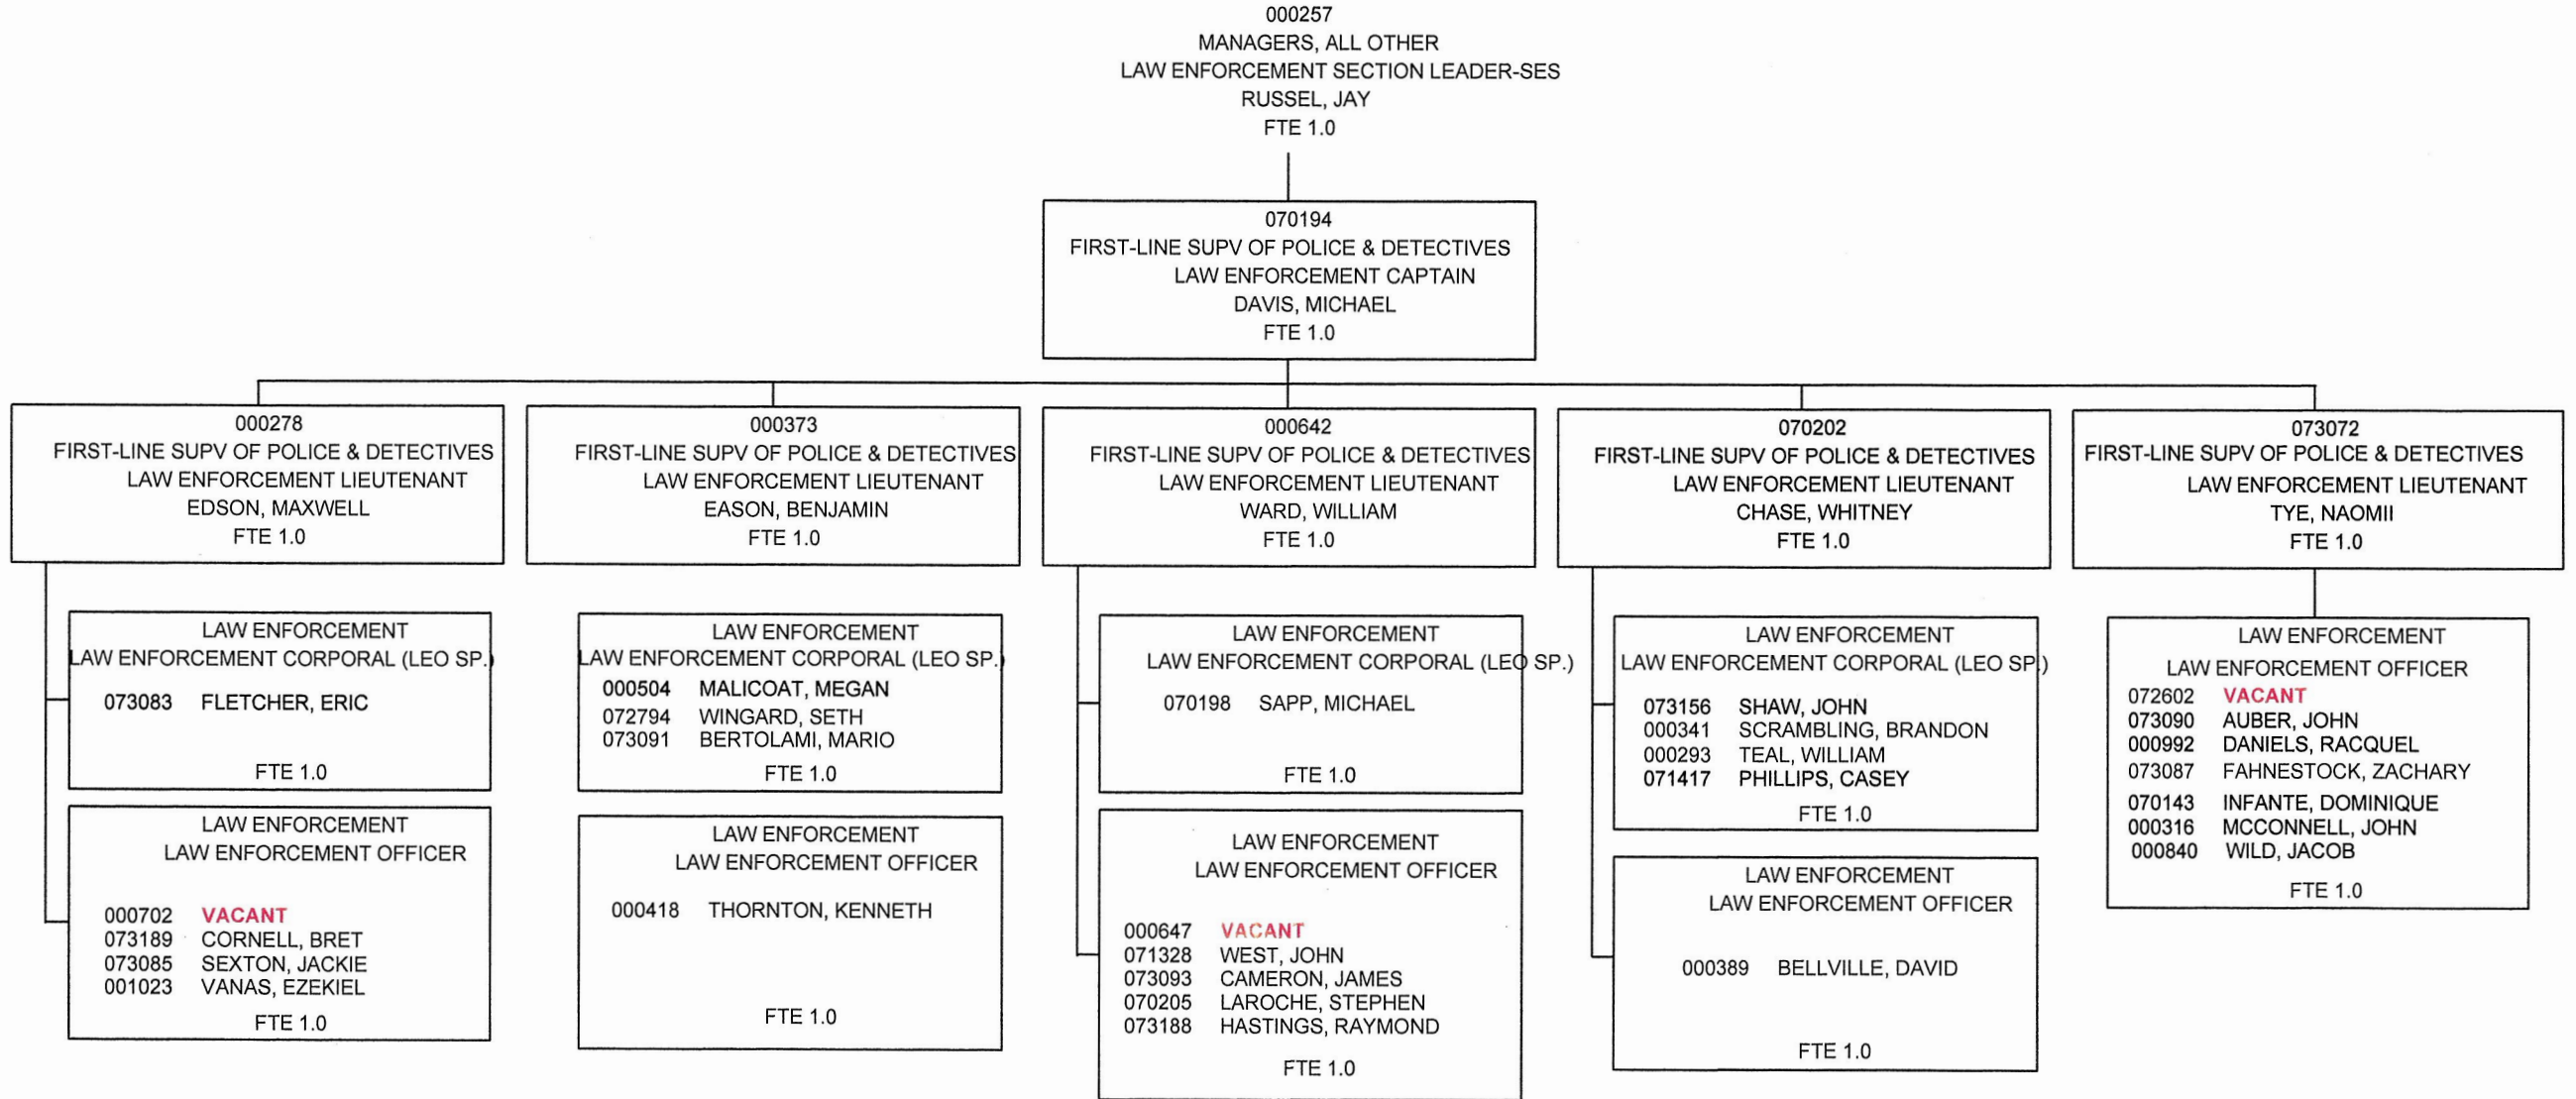 000257
MANAGERS, ALL OTHER
LAW ENFORCEMENT SECTION LEADER-SES
RUSSEL, JAY
FTE 1.0
070194
FIRST-LINE SUPV OF POLICE & DETECTIVES
LAW ENFORCEMENT CAPTAIN
DAVIS, MICHAEL
FTE 1.0
000278
FIRST-LINE SUPV OF POLICE & DETECTIVES
LAW ENFORCEMENT LIEUTENANT
EDSON, MAXWELL
FTE 1.0
LAW ENFORCEMENT
LAW ENFORCEMENT CORPORAL (LEO SP.)
073083 FLETCHER, ERIC
FTE 1.0
LAW ENFORCEMENT
LAW ENFORCEMENT OFFICER
000702 VACANT
073189 CORNELL, BRET
073085 SEXTON, JACKIE
001023 VANAS, EZEKIEL
FTE 1.0
000373
FIRST-LINE SUPV OF POLICE & DETECTIVES
LAW ENFORCEMENT LIEUTENANT
EASON, BENJAMIN
FTE 1.0
LAW ENFORCEMENT
LAW ENFORCEMENT CORPORAL (LEO SP.)
000504 MALICOAT, MEGAN
072794 WINGARD, SETH
073091 BERTOLAMI, MARIO
FTE 1.0
LAW ENFORCEMENT
LAW ENFORCEMENT OFFICER
000418 THORNTON, KENNETH
FTE 1.0
000642
FIRST-LINE SUPV OF POLICE & DETECTIVES
LAW ENFORCEMENT LIEUTENANT
WARD, WILLIAM
FTE 1.0
LAW ENFORCEMENT
LAW ENFORCEMENT CORPORAL (LEO SP.)
070198 SAPP, MICHAEL
FTE 1.0
LAW ENFORCEMENT
LAW ENFORCEMENT OFFICER
000647 VACANT
071328 WEST, JOHN
073093 CAMERON, JAMES
070205 LAROCHE, STEPHEN
073188 HASTINGS, RAYMOND
FTE 1.0
070202
FIRST-LINE SUPV OF POLICE & DETECTIVES
LAW ENFORCEMENT LIEUTENANT
CHASE, WHITNEY
FTE 1.0
LAW ENFORCEMENT
LAW ENFORCEMENT CORPORAL (LEO SP.)
073156 SHAW, JOHN
000341 SCRAMBLING, BRANDON
000293 TEAL, WILLIAM
071417 PHILLIPS, CASEY
FTE 1.0
LAW ENFORCEMENT
LAW ENFORCEMENT OFFICER
000389 BELLVILLE, DAVID
FTE 1.0
073072
FIRST-LINE SUPV OF POLICE & DETECTIVES
LAW ENFORCEMENT LIEUTENANT
TYE, NAOMII
FTE 1.0
LAW ENFORCEMENT
LAW ENFORCEMENT OFFICER
072602 VACANT
073090 AUBER, JOHN
000992 DANIELS, RACQUEL
073087 FAHNESTOCK, ZACHARY
070143 INFANTE, DOMINIQUE
000316 MCCONNELL, JOHN
000840 WILD, JACOB
FTE 1.0